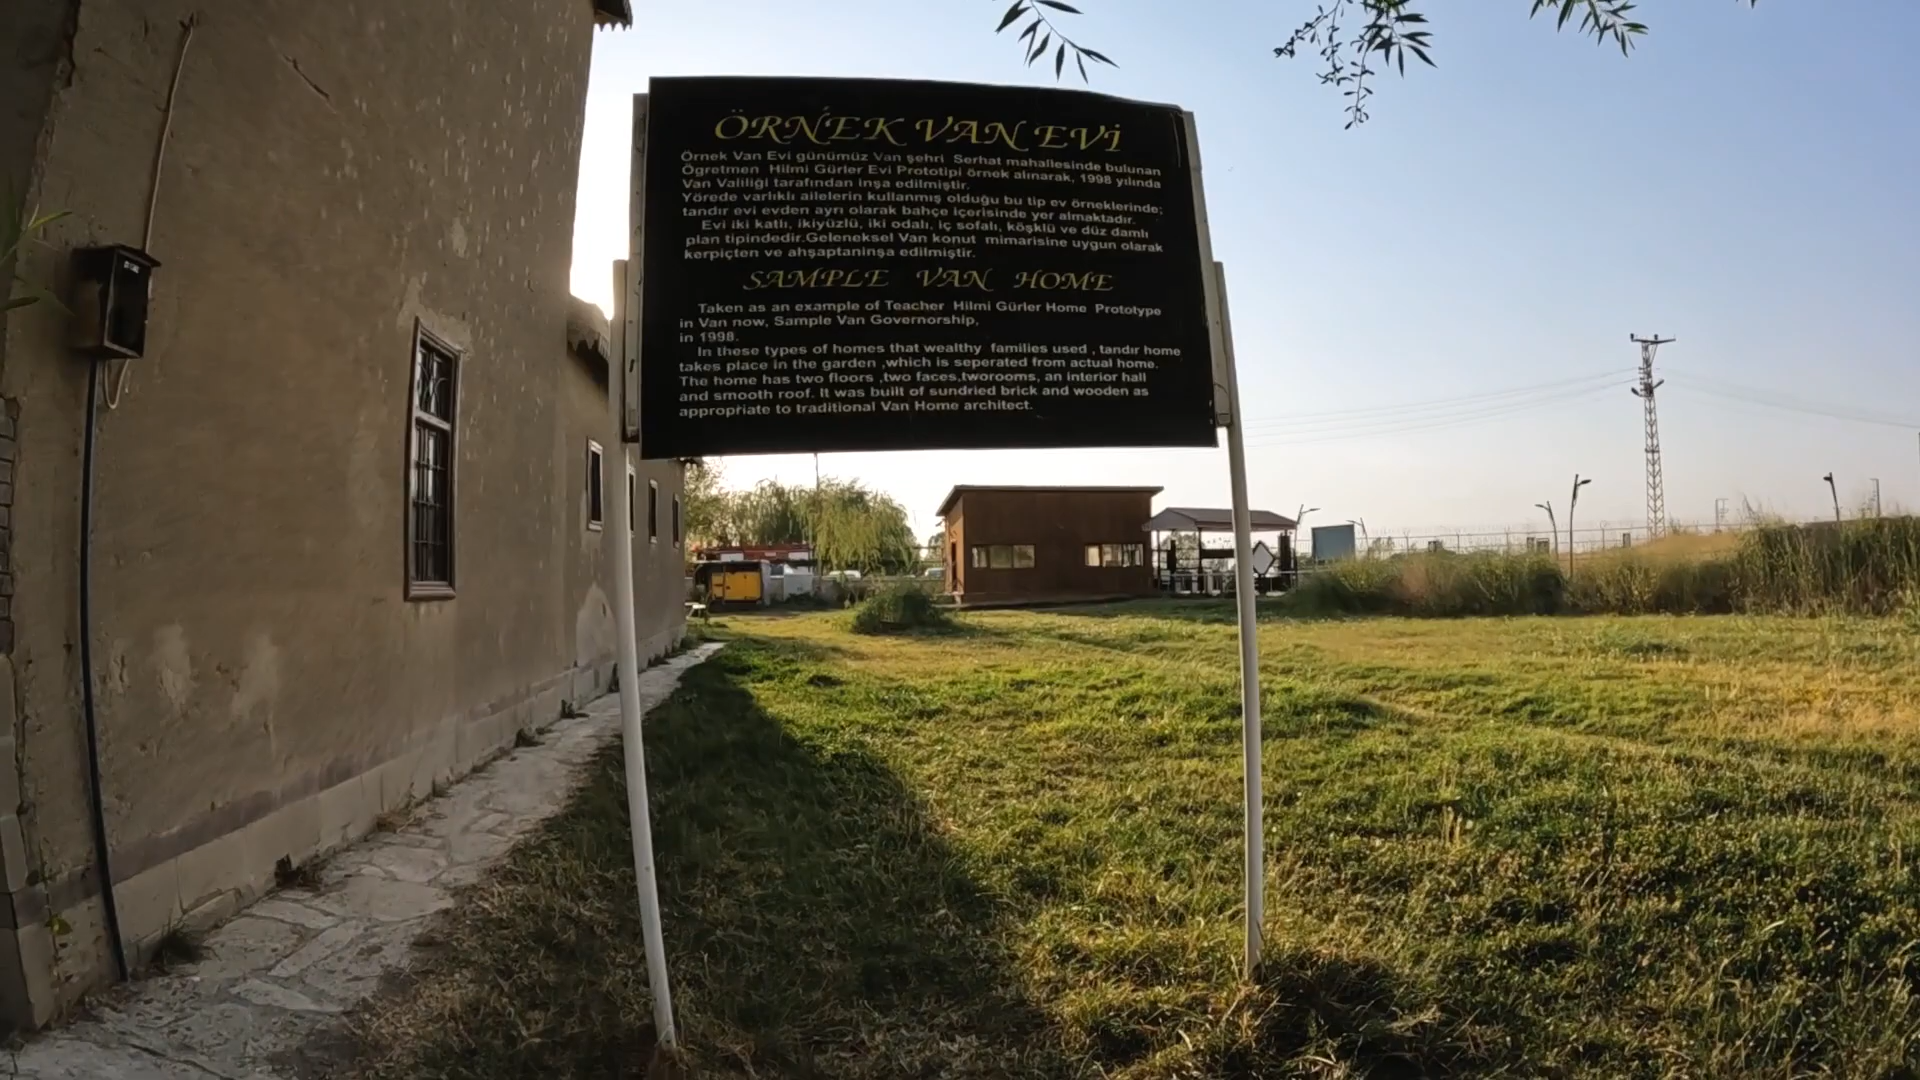 ÖRNEK VAN EVİ
Örnek Van Evi günümüz Van şehri Serhat mahallesinde bulunan
Ögretmen Hilmi Gürler Evi Prototipi örnek alınarak, 1998 yılında
Van Valiliği tarafından inşa edilmiştir.
Yörede varlıklı ailelerin kullanmış olduğu bu tip ev örneklerinde;
tandır evi evden ayrı olarak bahçe içerisinde yer almaktadır.
Evi iki katlı, ikiyüzlü, iki odalı, iç sofalı, köşklü ve düz damlı
plan tipindedir.Geleneksel Van konut mimarisine uygun olarak
kerpiçten ve ahşaptaninşa edilmiştir.
SAMPLE VAN HOME
Taken as an example of Teacher Hilmi Gürler Home Prototype
in Van now, Sample Van Governorship,
in 1998.
In these types of homes that wealthy families used , tandır home
takes place in the garden ,which is seperated from actual home.
The home has two floors ,two faces,tworooms, an interior hall
and smooth roof. It was built of sundried brick and wooden as
appropriate to traditional Van Home architect.